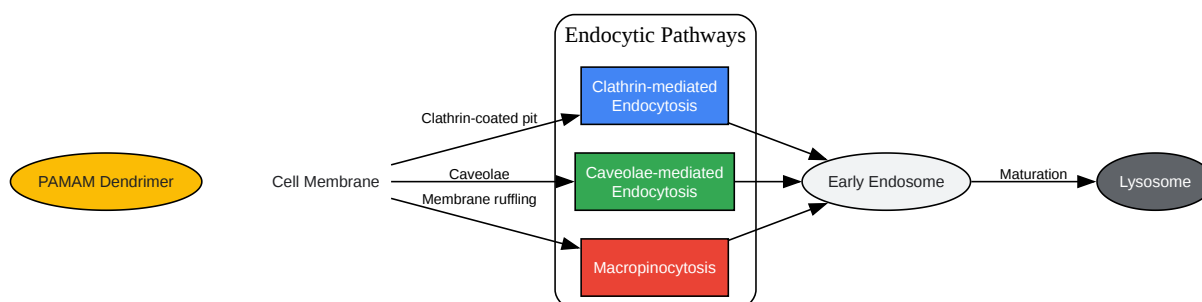 Endocytic Pathways
Clathrin-mediated
Endocytosis
Clathrin-coated pit
PAMAM Dendrimer
Cell Membrane
Caveolae
Caveolae-mediated
Endocytosis
Early Endosome
Maturation
Lysosome
Membrane ruffling
Macropinocytosis